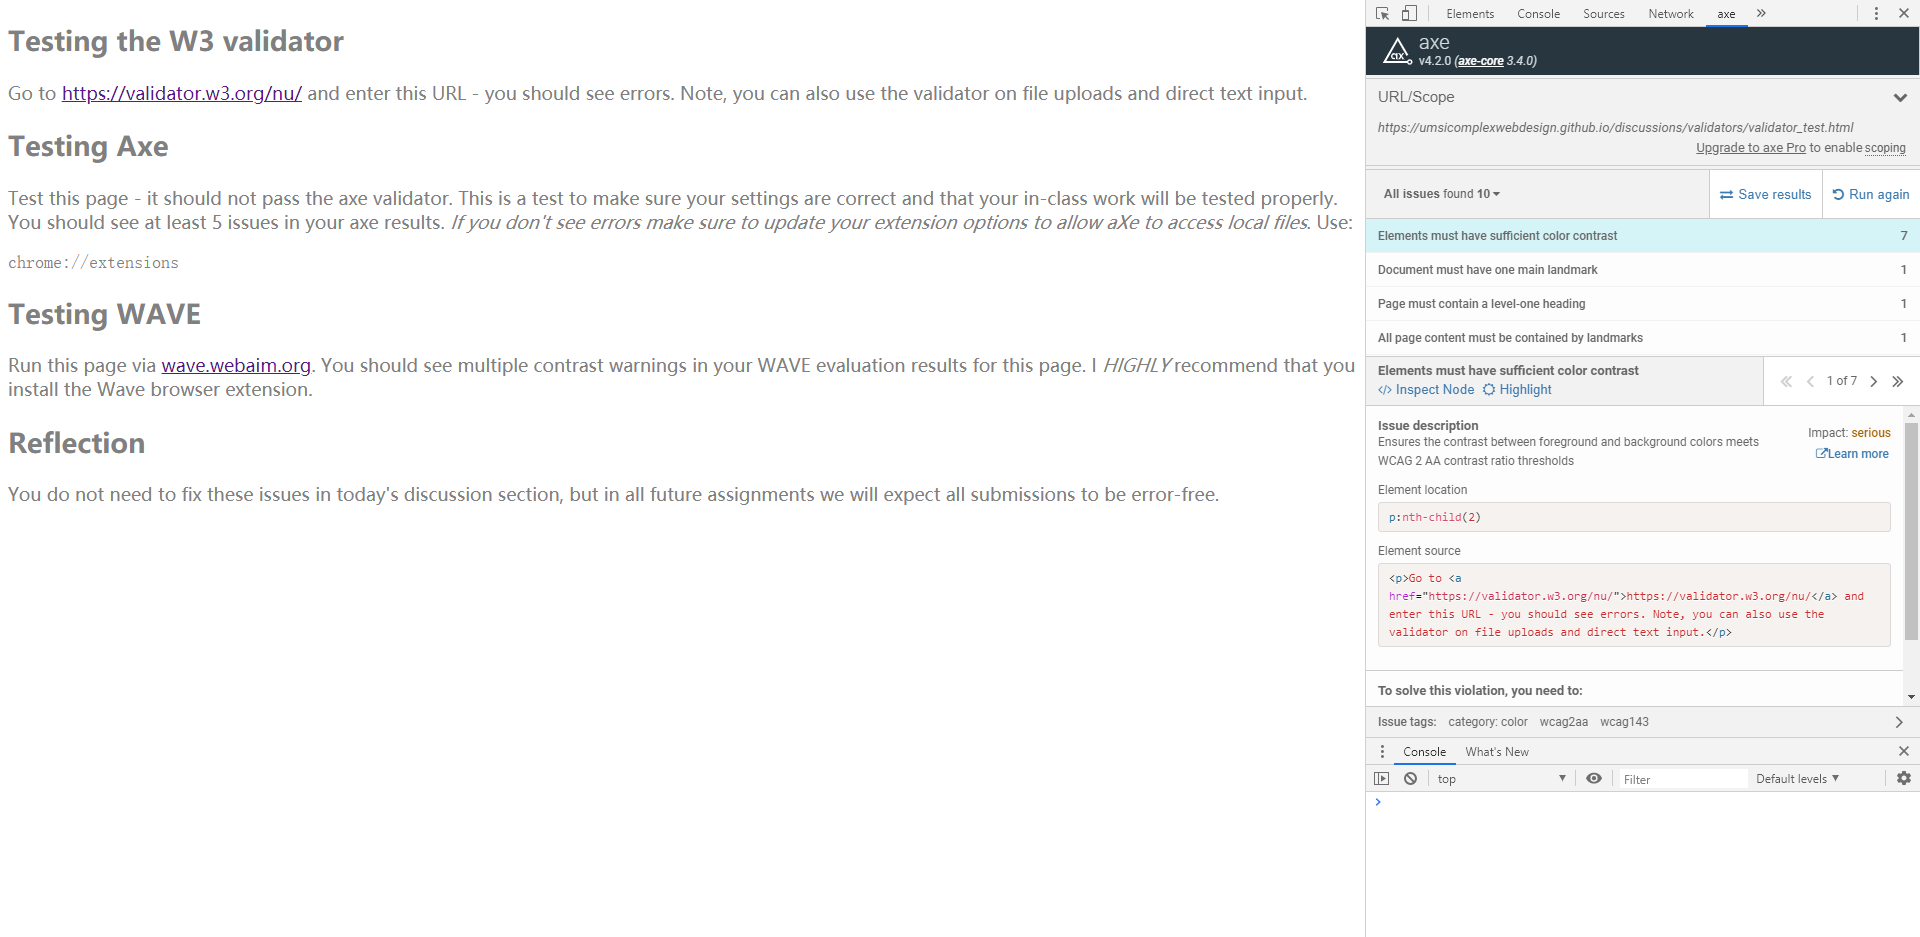 Testing the W3 validator
Go to https://validator.w3.org/nu/ and enter this URL - you should see errors. Note, you can also use the validator on file uploads and direct text input.
Testing Axe
Test this page - it should not pass the axe validator. This is a test to make sure your settings are correct and that your in-class work will be tested properly.
You should see at least 5 issues in your axe results. If you don't see errors make sure to update your extension options to allow aXe to access local files. Use:
chrome://extensions
Testing WAVE
Run this page via wave.webaim.org. You should see multiple contrast warnings in your WAVE evaluation results for this page. I HIGHLY recommend that you
install the Wave browser extension.
Reflection
You do not need to fix these issues in today's discussion section, but in all future assignments we will expect all submissions to be error-free.
Elements Console Sources Network axe »
axe
v4.2.0 (axe-core 3.4.0)
URL/Scope
https://umsicomplexwebdesign.github.io/discussions/validators/validator_test.html
Upgrade to axe Pro to enable scoping
All issues found 10
Save results
Run again
Elements must have sufficient color contrast 7
Document must have one main landmark 1
Page must contain a level-one heading 1
All page content must be contained by landmarks 1
Elements must have sufficient color contrast
</> Inspect Node Highlight
1 of 7
Issue description
Impact: serious
Ensures the contrast between foreground and background colors meets
WCAG 2 AA contrast ratio thresholds
Learn more
Element location
p:nth-child(2)
Element source
<p>Go to <a
href="https://validator.w3.org/nu/">https://validator.w3.org/nu/</a> and
enter this URL - you should see errors. Note, you can also use the
validator on file uploads and direct text input.</p>
To solve this violation, you need to:
Issue tags: category: color wcag2aa wcag143
Console What's New
top Filter Default levels